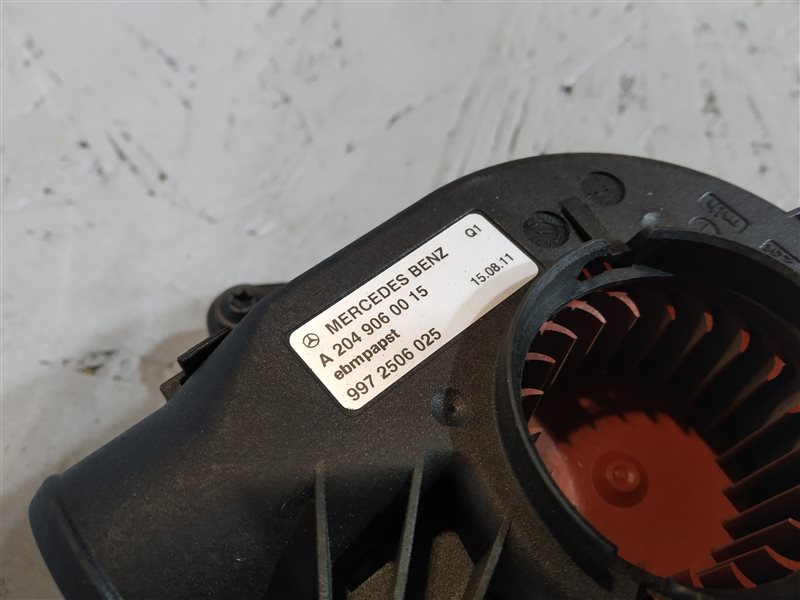 MERCEDES BENZ Q1
A 204 906 00 15 15.08.11
ebmpapst
997 2506 025